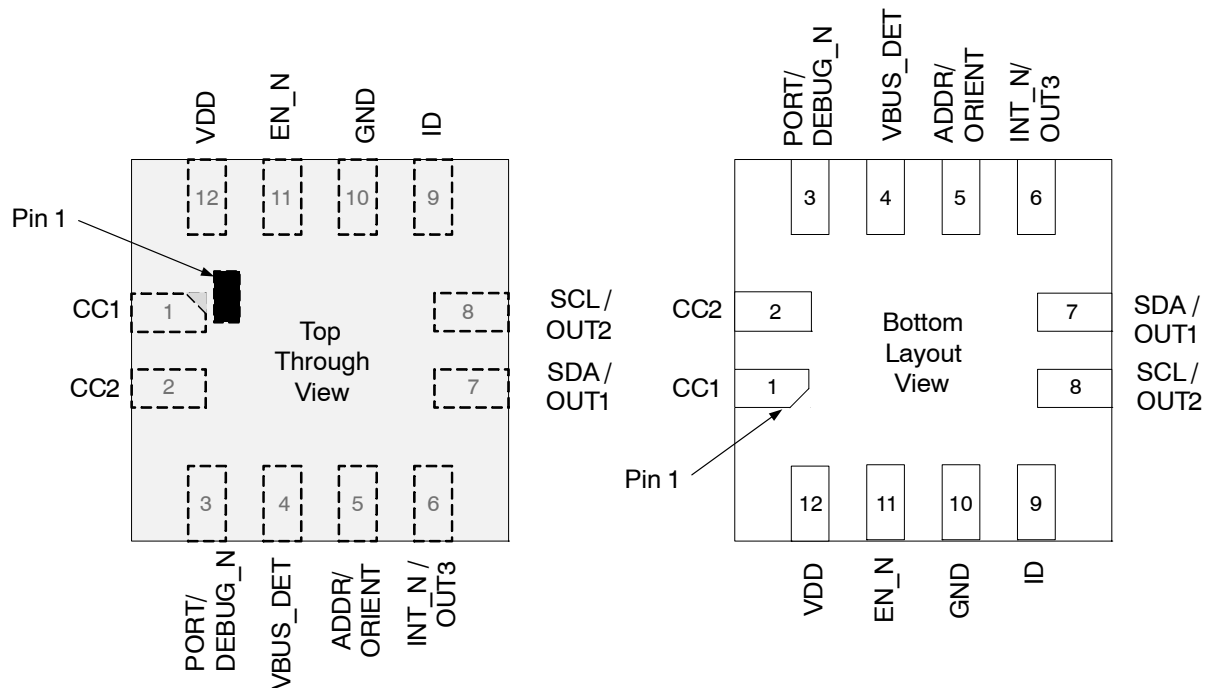 VDD
EN_N
GND
ID
12
11
10
9
Pin 1
CC1
1
8
SCL /
OUT2
Top
Through
View
CC2
2
7
SDA /
OUT1
3
4
5
6
PORT/
DEBUG_N
VBUS_DET
ADDR/
ORIENT
INT_N /
OUT3
PORT/
DEBUG_N
VBUS_DET
ADDR/
ORIENT
INT_N/
OUT3
3
4
5
6
CC2
2
7
SDA /
OUT1
Bottom
Layout
View
CC1
1
8
SCL /
OUT2
Pin 1
12
11
10
9
VDD
EN_N
GND
ID